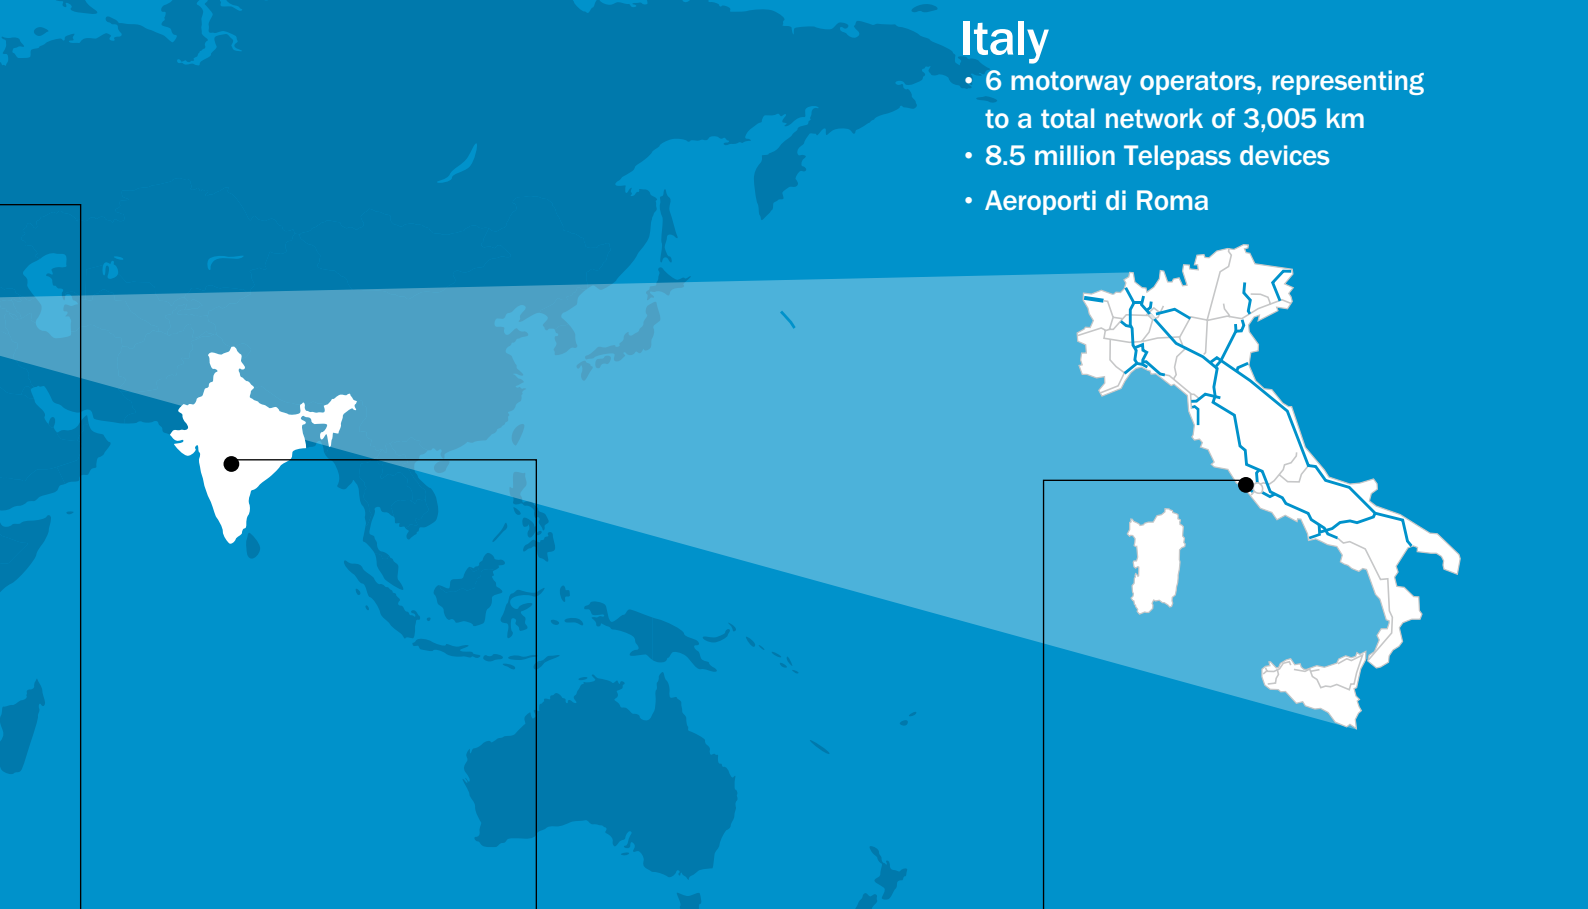 Italy
• 6 motorway operators, representing
to a total network of 3,005 km
• 8.5 million Telepass devices
• Aeroporti di Roma